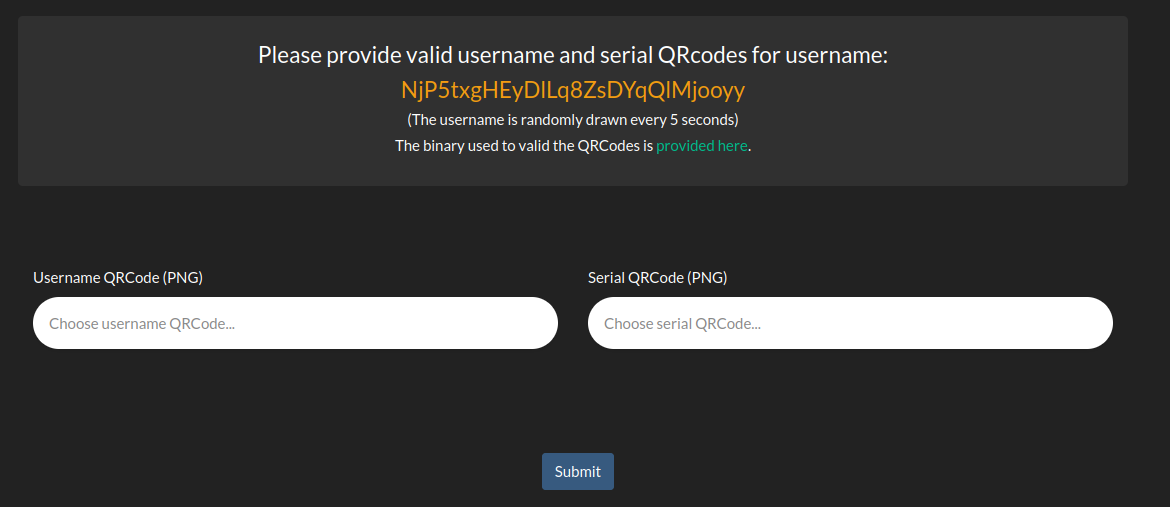 Please provide valid username and serial QRcodes for username:
NjP5txgHEyDlLq8ZsDYqQlMjooyy
(The username is randomly drawn every 5 seconds)
The binary used to valid the QRCodes is provided here.
Username QRCode (PNG)
Serial QRCode (PNG)
Choose username QRCode...
Choose serial QRCode...
Submit